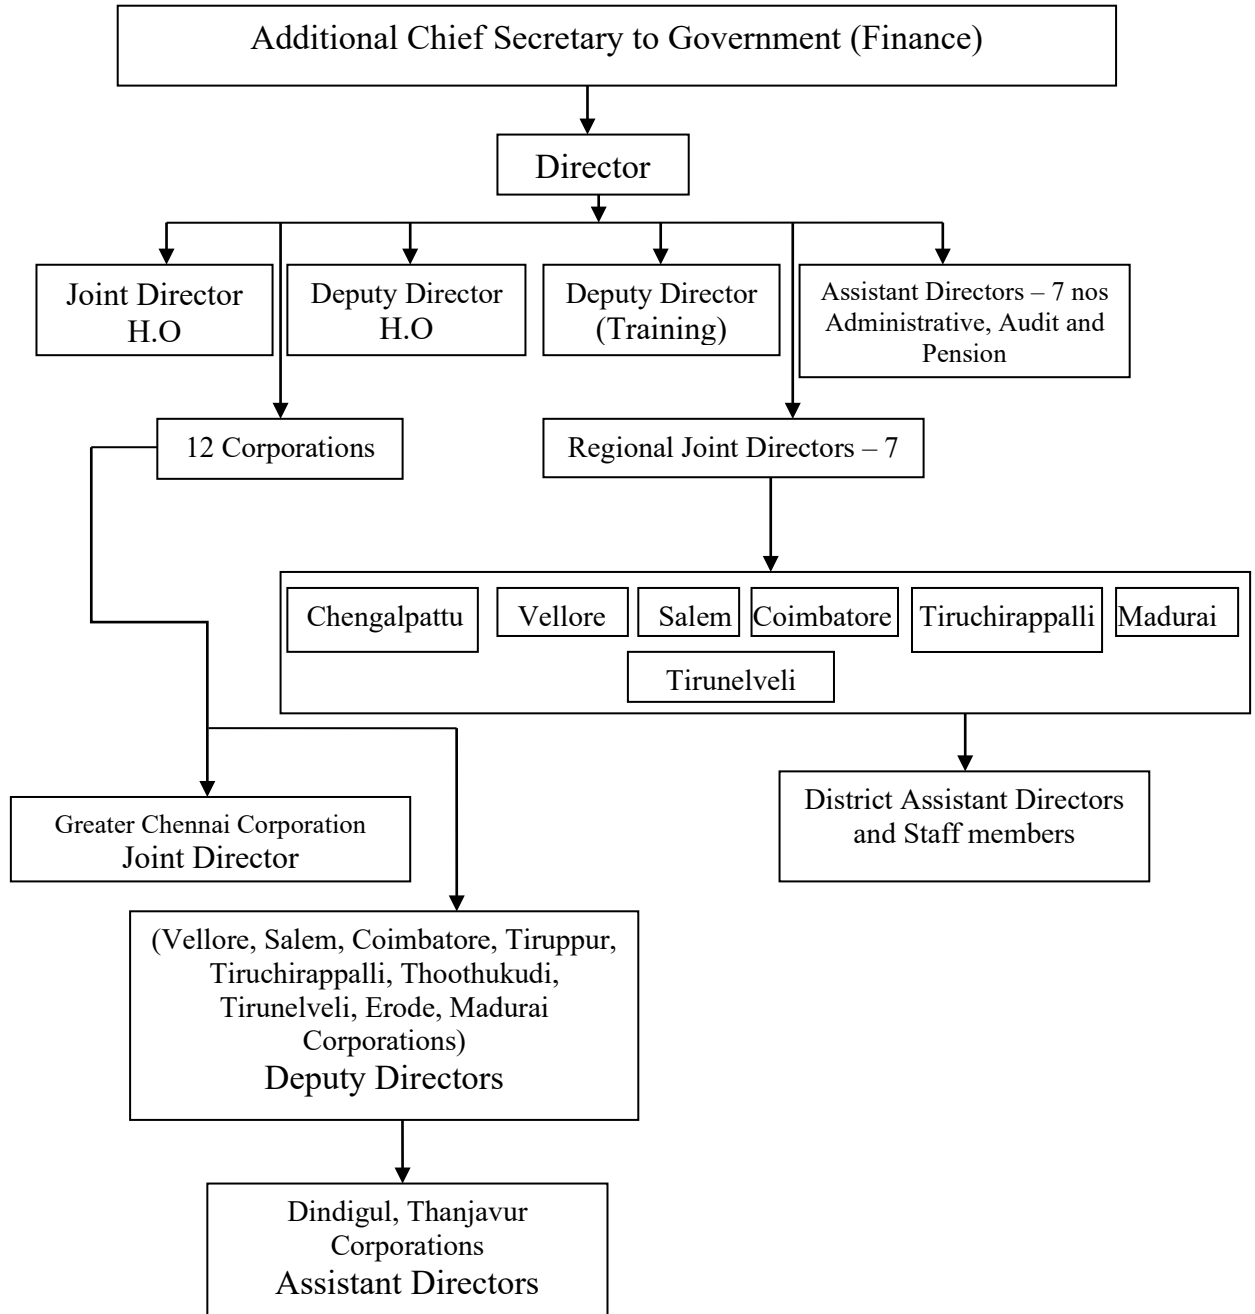 Additional Chief Secretary to Government (Finance)
Director
Joint Director
H.O
Deputy Director
H.O
Deputy Director
(Training)
Assistant Directors – 7 nos
Administrative, Audit and
Pension
12 Corporations
Regional Joint Directors – 7
Chengalpattu
Vellore
Salem
Coimbatore
Tiruchirappalli
Madurai
Tirunelveli
Greater Chennai Corporation
Joint Director
District Assistant Directors
and Staff members
(Vellore, Salem, Coimbatore, Tiruppur,
Tiruchirappalli, Thoothukudi,
Tirunelveli, Erode, Madurai
Corporations)
Deputy Directors
Dindigul, Thanjavur
Corporations
Assistant Directors